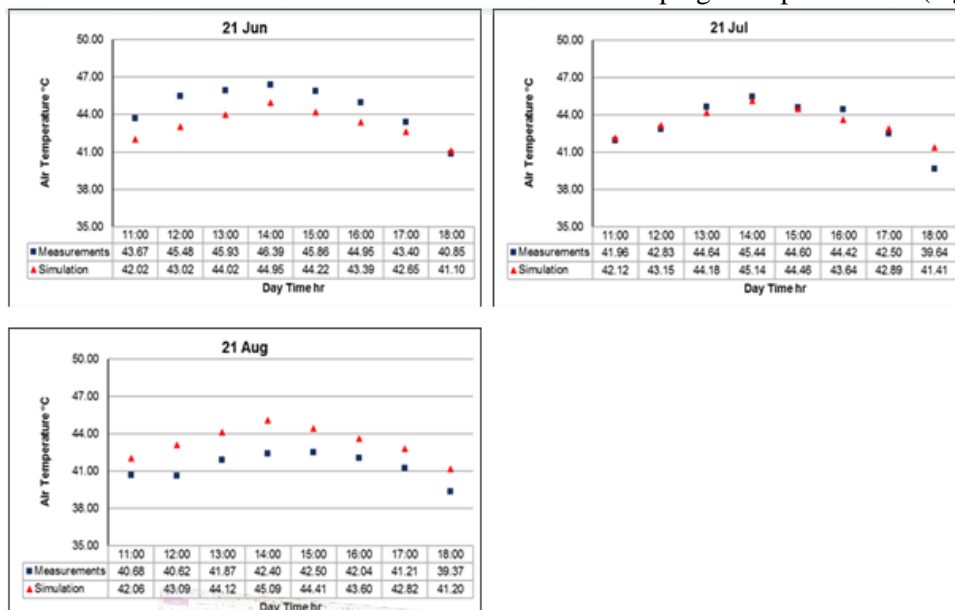 21 Jun
50.00
47.00
44.00
41.00
38.00
35.00
Air Temperature °C
11:00 12:00 13:00 14:00 15:00 16:00 17:00 18:00
Measurements 43.67 45.48 45.93 46.39 45.86 44.95 43.40 40.85
Simulation 42.02 43.02 44.02 44.95 44.22 43.39 42.65 41.10
Day Time hr
21 Jul
50.00
47.00
44.00
41.00
38.00
35.00
Air Temperature °C
11:00 12:00 13:00 14:00 15:00 16:00 17:00 18:00
Measurements 41.96 42.83 44.64 45.44 44.60 44.42 42.50 39.64
Simulation 42.12 43.15 44.18 45.14 44.46 43.64 42.89 41.41
Day Time hr
21 Aug
50.00
47.00
44.00
41.00
38.00
35.00
Air Temperature °C
11:00 12:00 13:00 14:00 15:00 16:00 17:00 18:00
Measurements 40.68 40.62 41.87 42.40 42.50 42.04 41.21 39.37
Simulation 42.06 43.09 44.12 45.09 44.41 43.60 42.82 41.20
Day Time hr